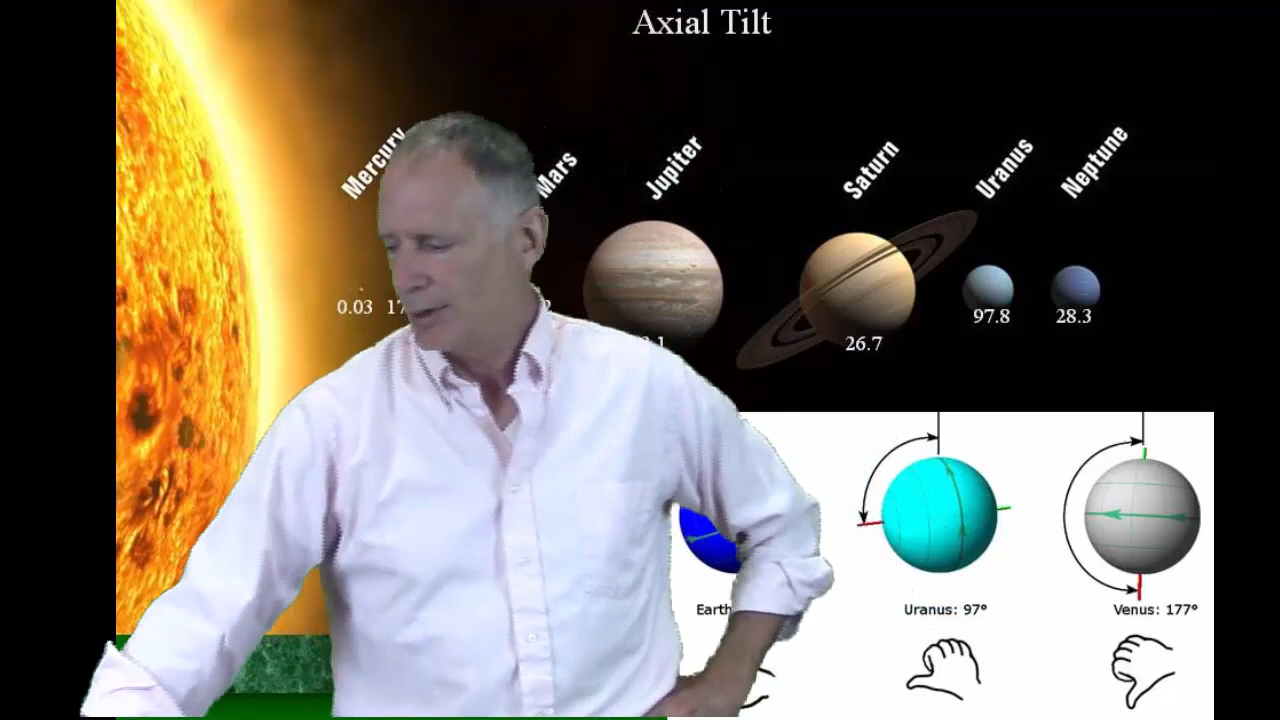 Axial Tilt
Mercury
Mars
Jupiter
Saturn
Uranus
Neptune
0.03
97.8
28.3
26.7
Earth
Uranus: 97°
Venus: 177°